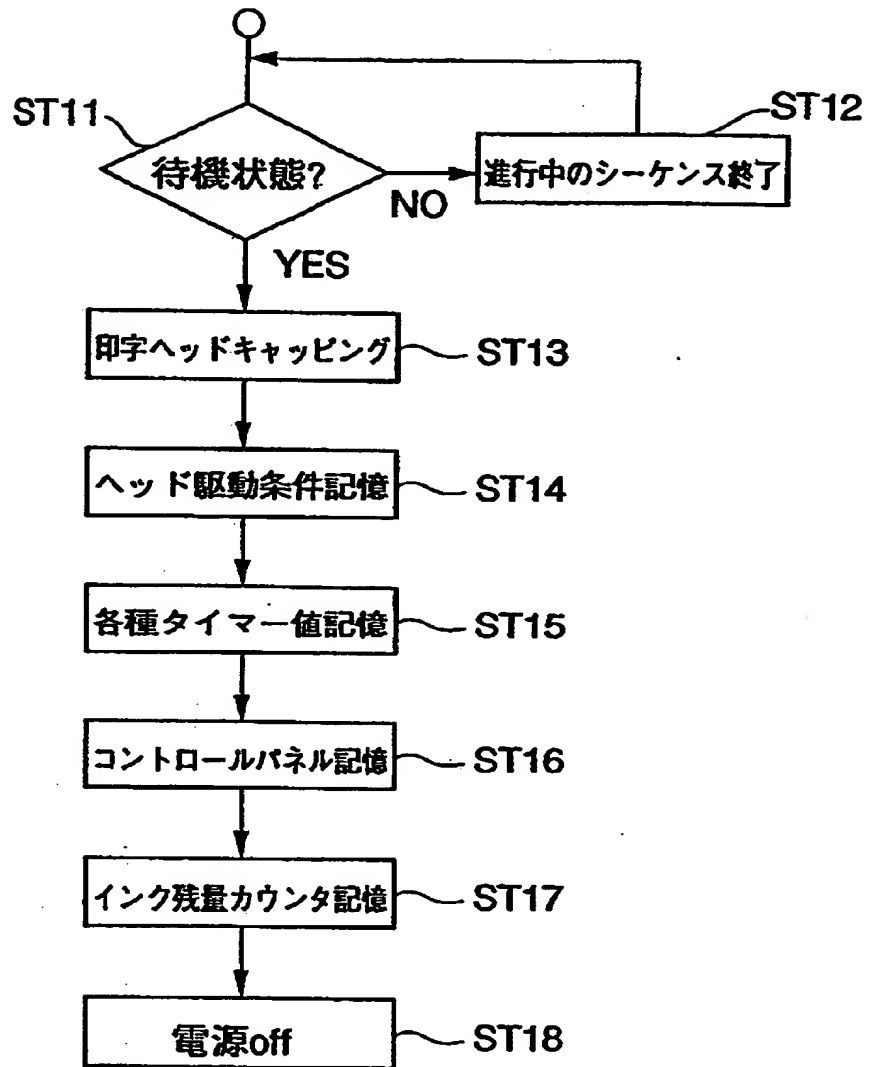 ST11
待機状態?
NO
ST12
進行中のシーケンス終了
YES
印字ヘッドキャッピング
ST13
ヘッド駆動条件記憶
ST14
各種タイマー値記憶
ST15
コントロールパネル記憶
ST16
インク残量カウンタ記憶
ST17
電源off
ST18